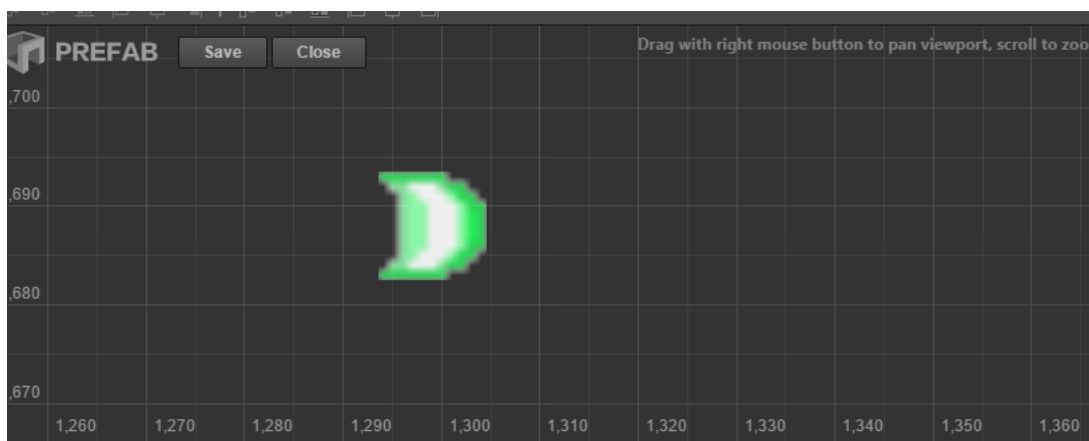 PREFAB Save Close Drag with right mouse button to pan viewport, scroll to zoo
,700
,690
,680
,670
1,260 1,270 1,280 1,290 1,300 1,310 1,320 1,330 1,340 1,350 1,360